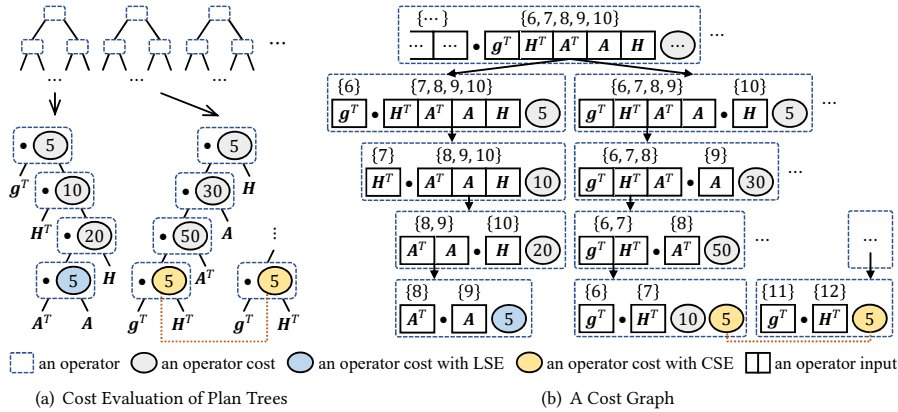 {⋯} {6, 7, 8, 9, 10}
⋯ ⋯ • g^T H^T A^T A H ⋯ ⋯
⋯
{6} {7, 8, 9, 10} {6, 7, 8, 9} {10}
g^T • H^T A^T A H 5 g^T H^T A^T A • H 5 ⋯
{7} {8, 9, 10} {6, 7, 8} {9}
H^T • A^T A H 10 g^T H^T A^T • A 30 ⋯
{8, 9} {10} {6, 7} {8}
A^T A • H 20 g^T H^T • A^T 50 ⋯ ⋯
{8} {9} {6} {7} {11} {12}
A^T • A 5 g^T • H^T 10 5 g^T • H^T 5
⋯ ⋯ ⋯
• 5 • 5
g^T • 10 • 30 H
H^T • 20 • 50 A ⋮
• 5 H • 5 A^T • 5
A^T A g^T H^T g^T H^T
an operator an operator cost an operator cost with LSE an operator cost with CSE an operator input
(a) Cost Evaluation of Plan Trees (b) A Cost Graph